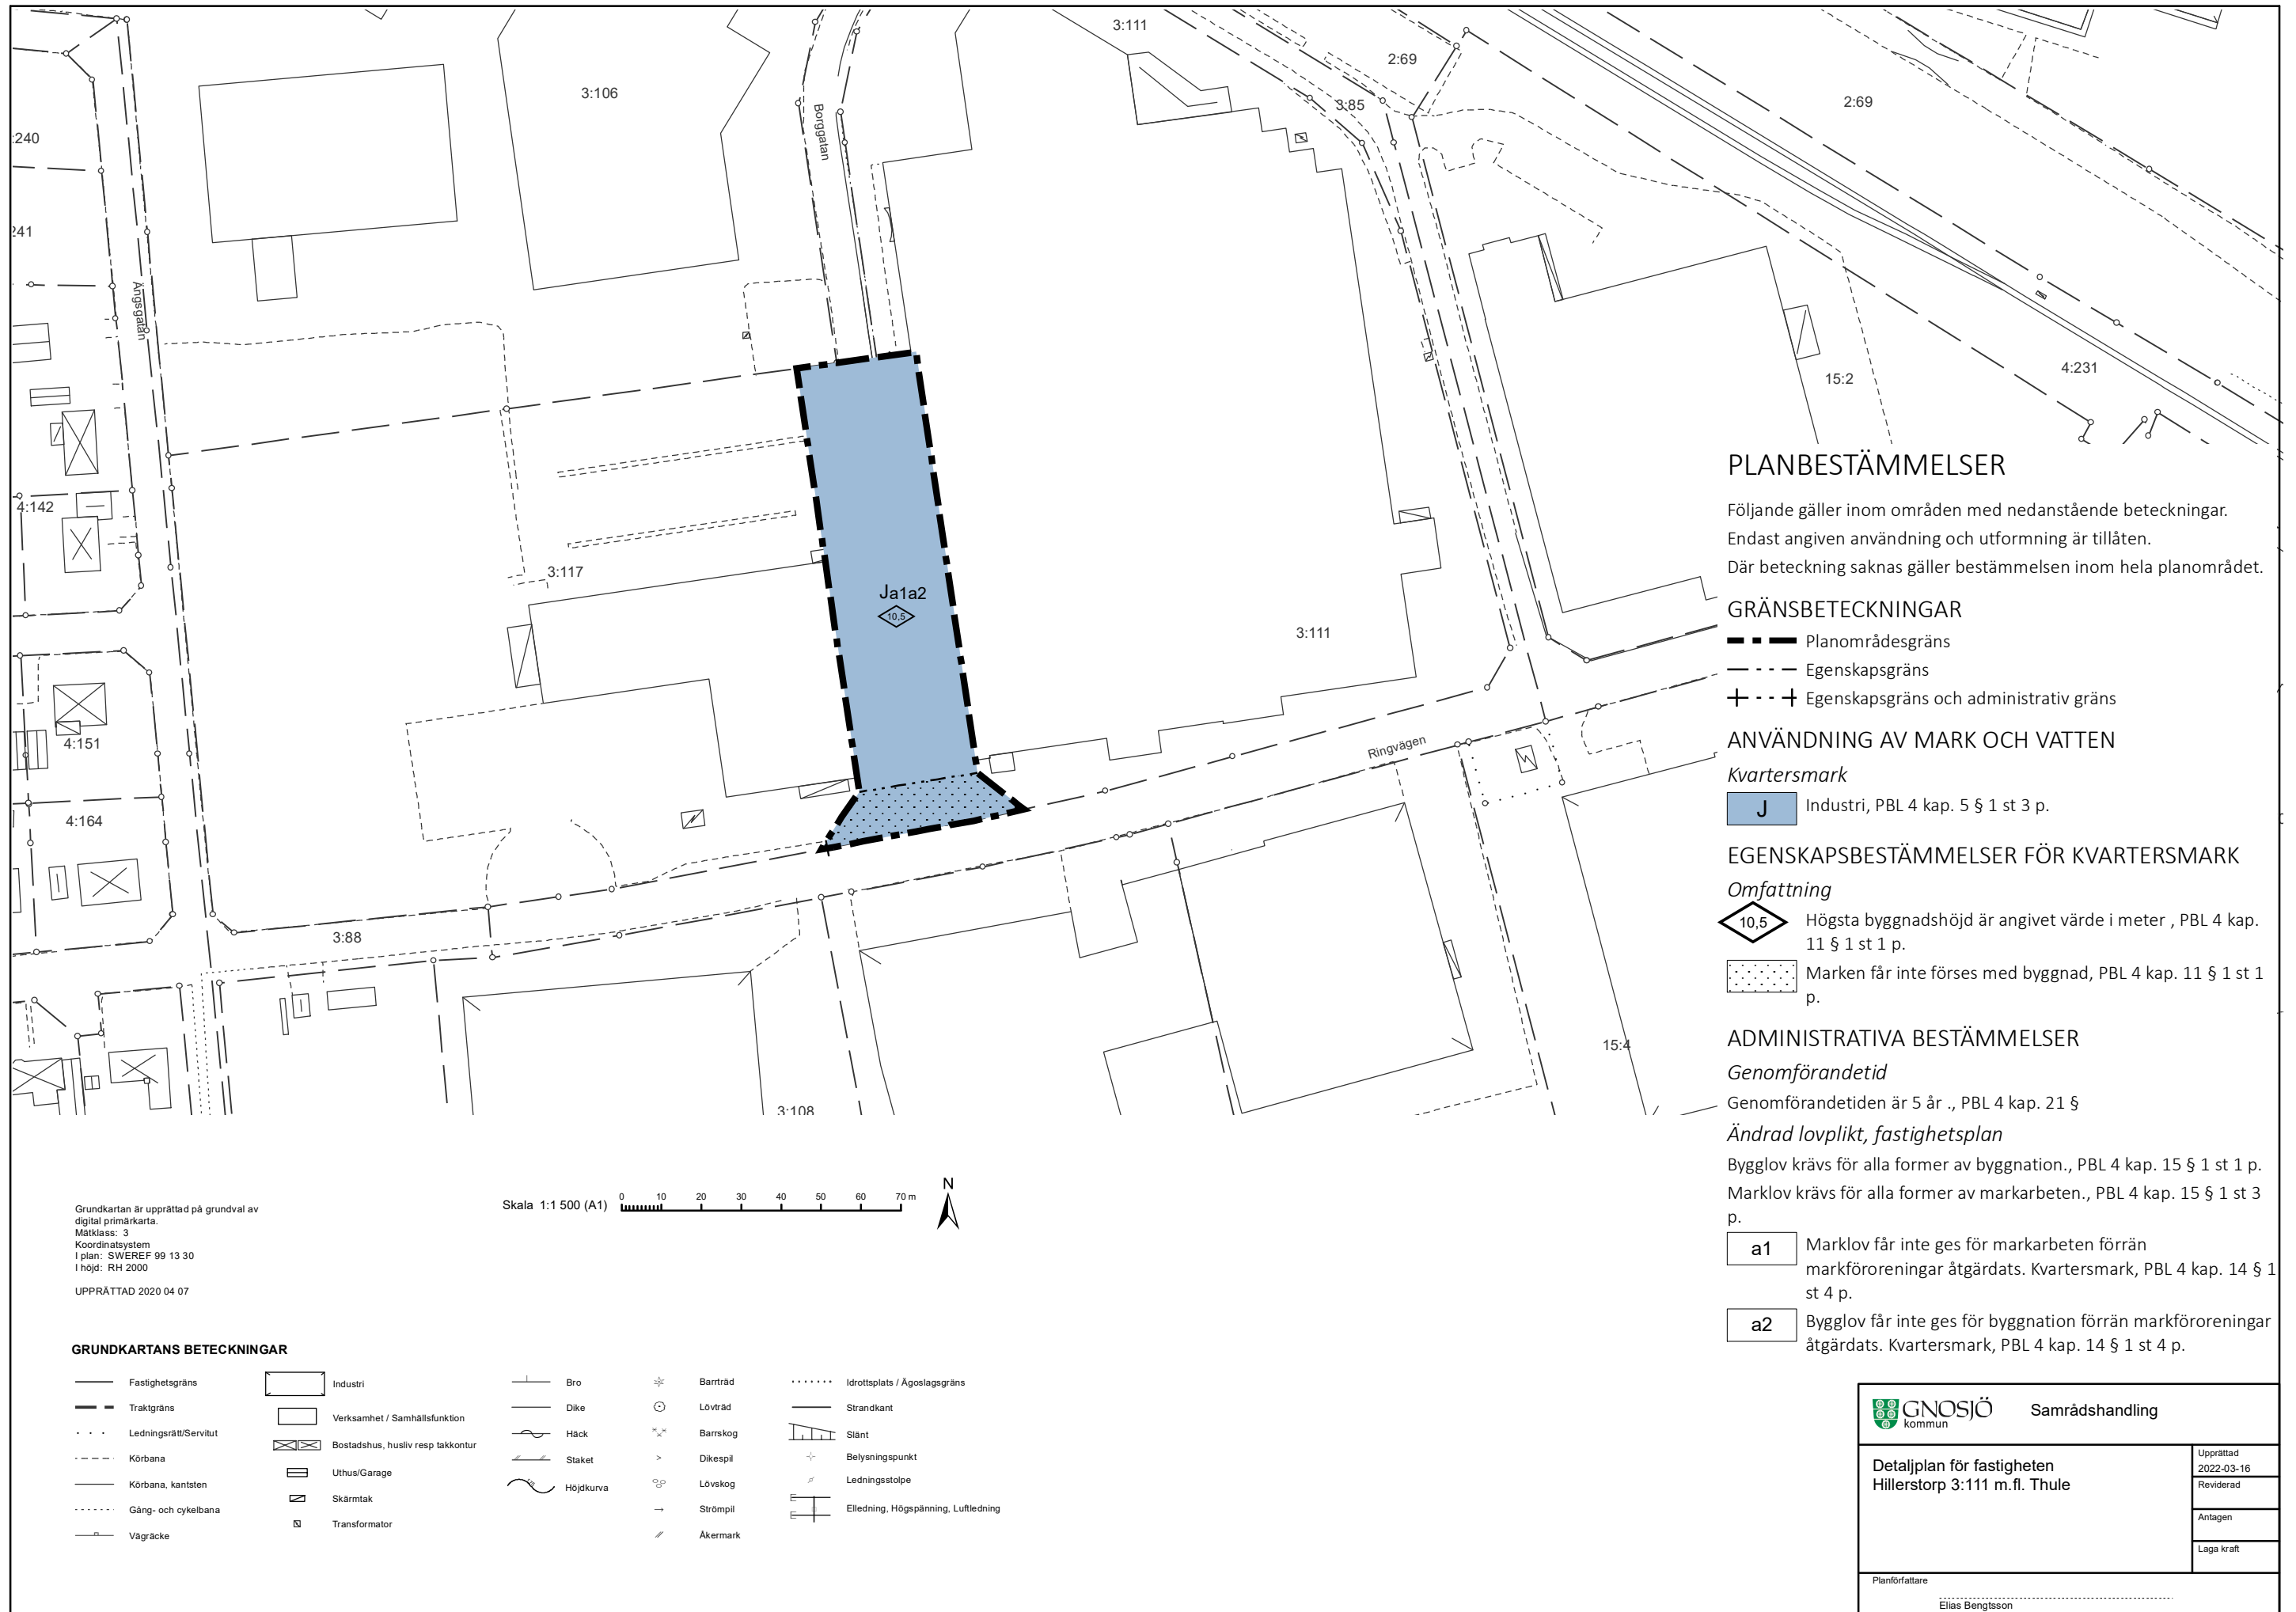 3:111
2:69
3:106
3:85
2:69
Borggatan
:240
241
Ängsgatan
15:2
4:231
4:142
3:117
Ja1a2
10,5
3:111
4:151
Ringvägen
4:164
3:88
15:4
3:108
PLANBESTÄMMELSER
Följande gäller inom områden med nedanstående beteckningar.
Endast angiven användning och utformning är tillåten.
Där beteckning saknas gäller bestämmelsen inom hela planområdet.
GRÄNSBETECKNINGAR
Planområdesgräns
Egenskapsgräns
Egenskapsgräns och administrativ gräns
ANVÄNDNING AV MARK OCH VATTEN
Kvartersmark
J Industri, PBL 4 kap. 5 § 1 st 3 p.
EGENSKAPSBESTÄMMELSER FÖR KVARTERSMARK
Omfattning
10,5 Högsta byggnadshöjd är angivet värde i meter , PBL 4 kap.
11 § 1 st 1 p.
Marken får inte förses med byggnad, PBL 4 kap. 11 § 1 st 1
p.
ADMINISTRATIVA BESTÄMMELSER
Genomförandetid
Genomförandetiden är 5 år ., PBL 4 kap. 21 §
Ändrad lovplikt, fastighetsplan
Bygglov krävs för alla former av byggnation., PBL 4 kap. 15 § 1 st 1 p.
Marklov krävs för alla former av markarbeten., PBL 4 kap. 15 § 1 st 3
p.
a1 Marklov får inte ges för markarbeten förrän
markföroreningar åtgärdats. Kvartersmark, PBL 4 kap. 14 § 1
st 4 p.
a2 Bygglov får inte ges för byggnation förrän markföroreningar
åtgärdats. Kvartersmark, PBL 4 kap. 14 § 1 st 4 p.
Skala 1:1 500 (A1) 0 10 20 30 40 50 60 70 m
N
Grundkartan är upprättad på grundval av
digital primärkarta.
Mätklass: 3
Koordinatsystem
I plan: SWEREF 99 13 30
I höjd: RH 2000
UPPRÄTTAD 2020 04 07
GRUNDKARTANS BETECKNINGAR
Fastighetsgräns
Traktgräns
Ledningsrätt/Servitut
Körbana
Körbana, kantsten
Gång- och cykelbana
Vägräcke
Industri
Verksamhet / Samhällsfunktion
Bostadshus, husliv resp takkontur
Uthus/Garage
Skärmtak
Transformator
Bro
Dike
Häck
Staket
Höjdkurva
Barrträd
Lövträd
Barrskog
Dikespil
Lövskog
Strömpil
Åkermark
Idrottsplats / Ägoslagsgräns
Strandkant
Slänt
Belysningspunkt
Ledningsstolpe
Elledning, Högspänning, Luftledning
GNOSJÖ
kommun
Samrådshandling
Detaljplan för fastigheten
Hillerstorp 3:111 m.fl. Thule
Upprättad
2022-03-16
Reviderad
Antagen
Laga kraft
Planförfattare
Elias Bengtsson